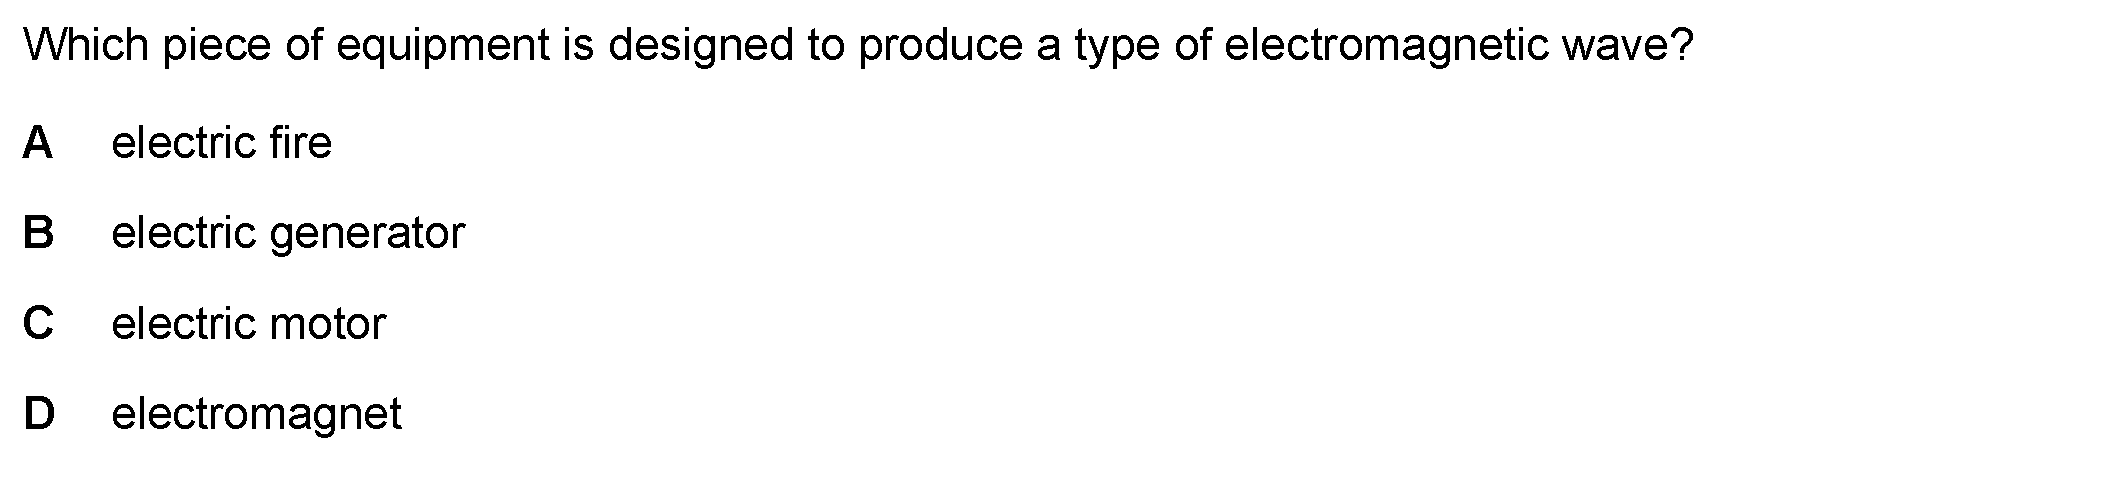 Which piece of equipment is designed to produce a type of electromagnetic wave?
A electric fire
B electric generator
C electric motor
D electromagnet